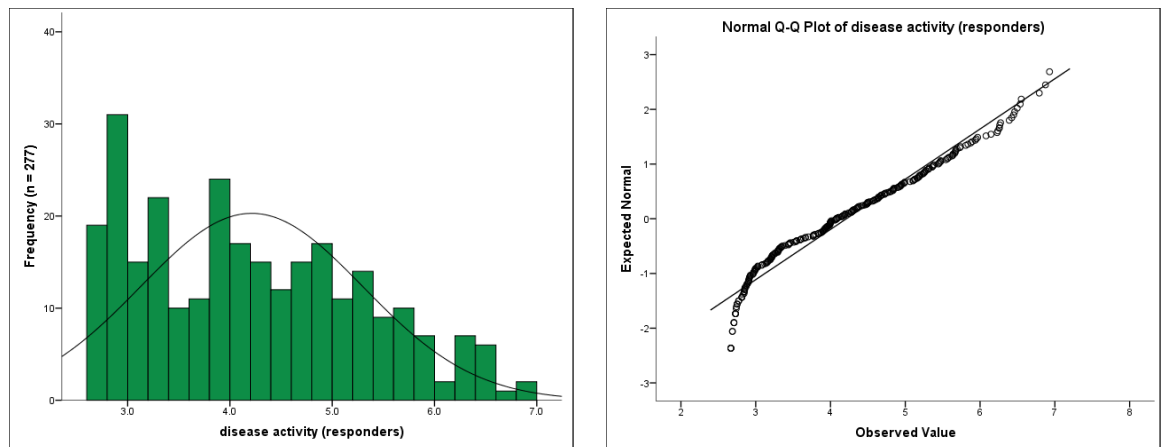 40
30
20
10
0
Frequency (n = 277)
3.0 4.0 5.0 6.0 7.0
disease activity (responders)
Normal Q-Q Plot of disease activity (responders)
3
2
1
0
-1
-2
-3
Expected Normal
2 3 4 5 6 7 8
Observed Value